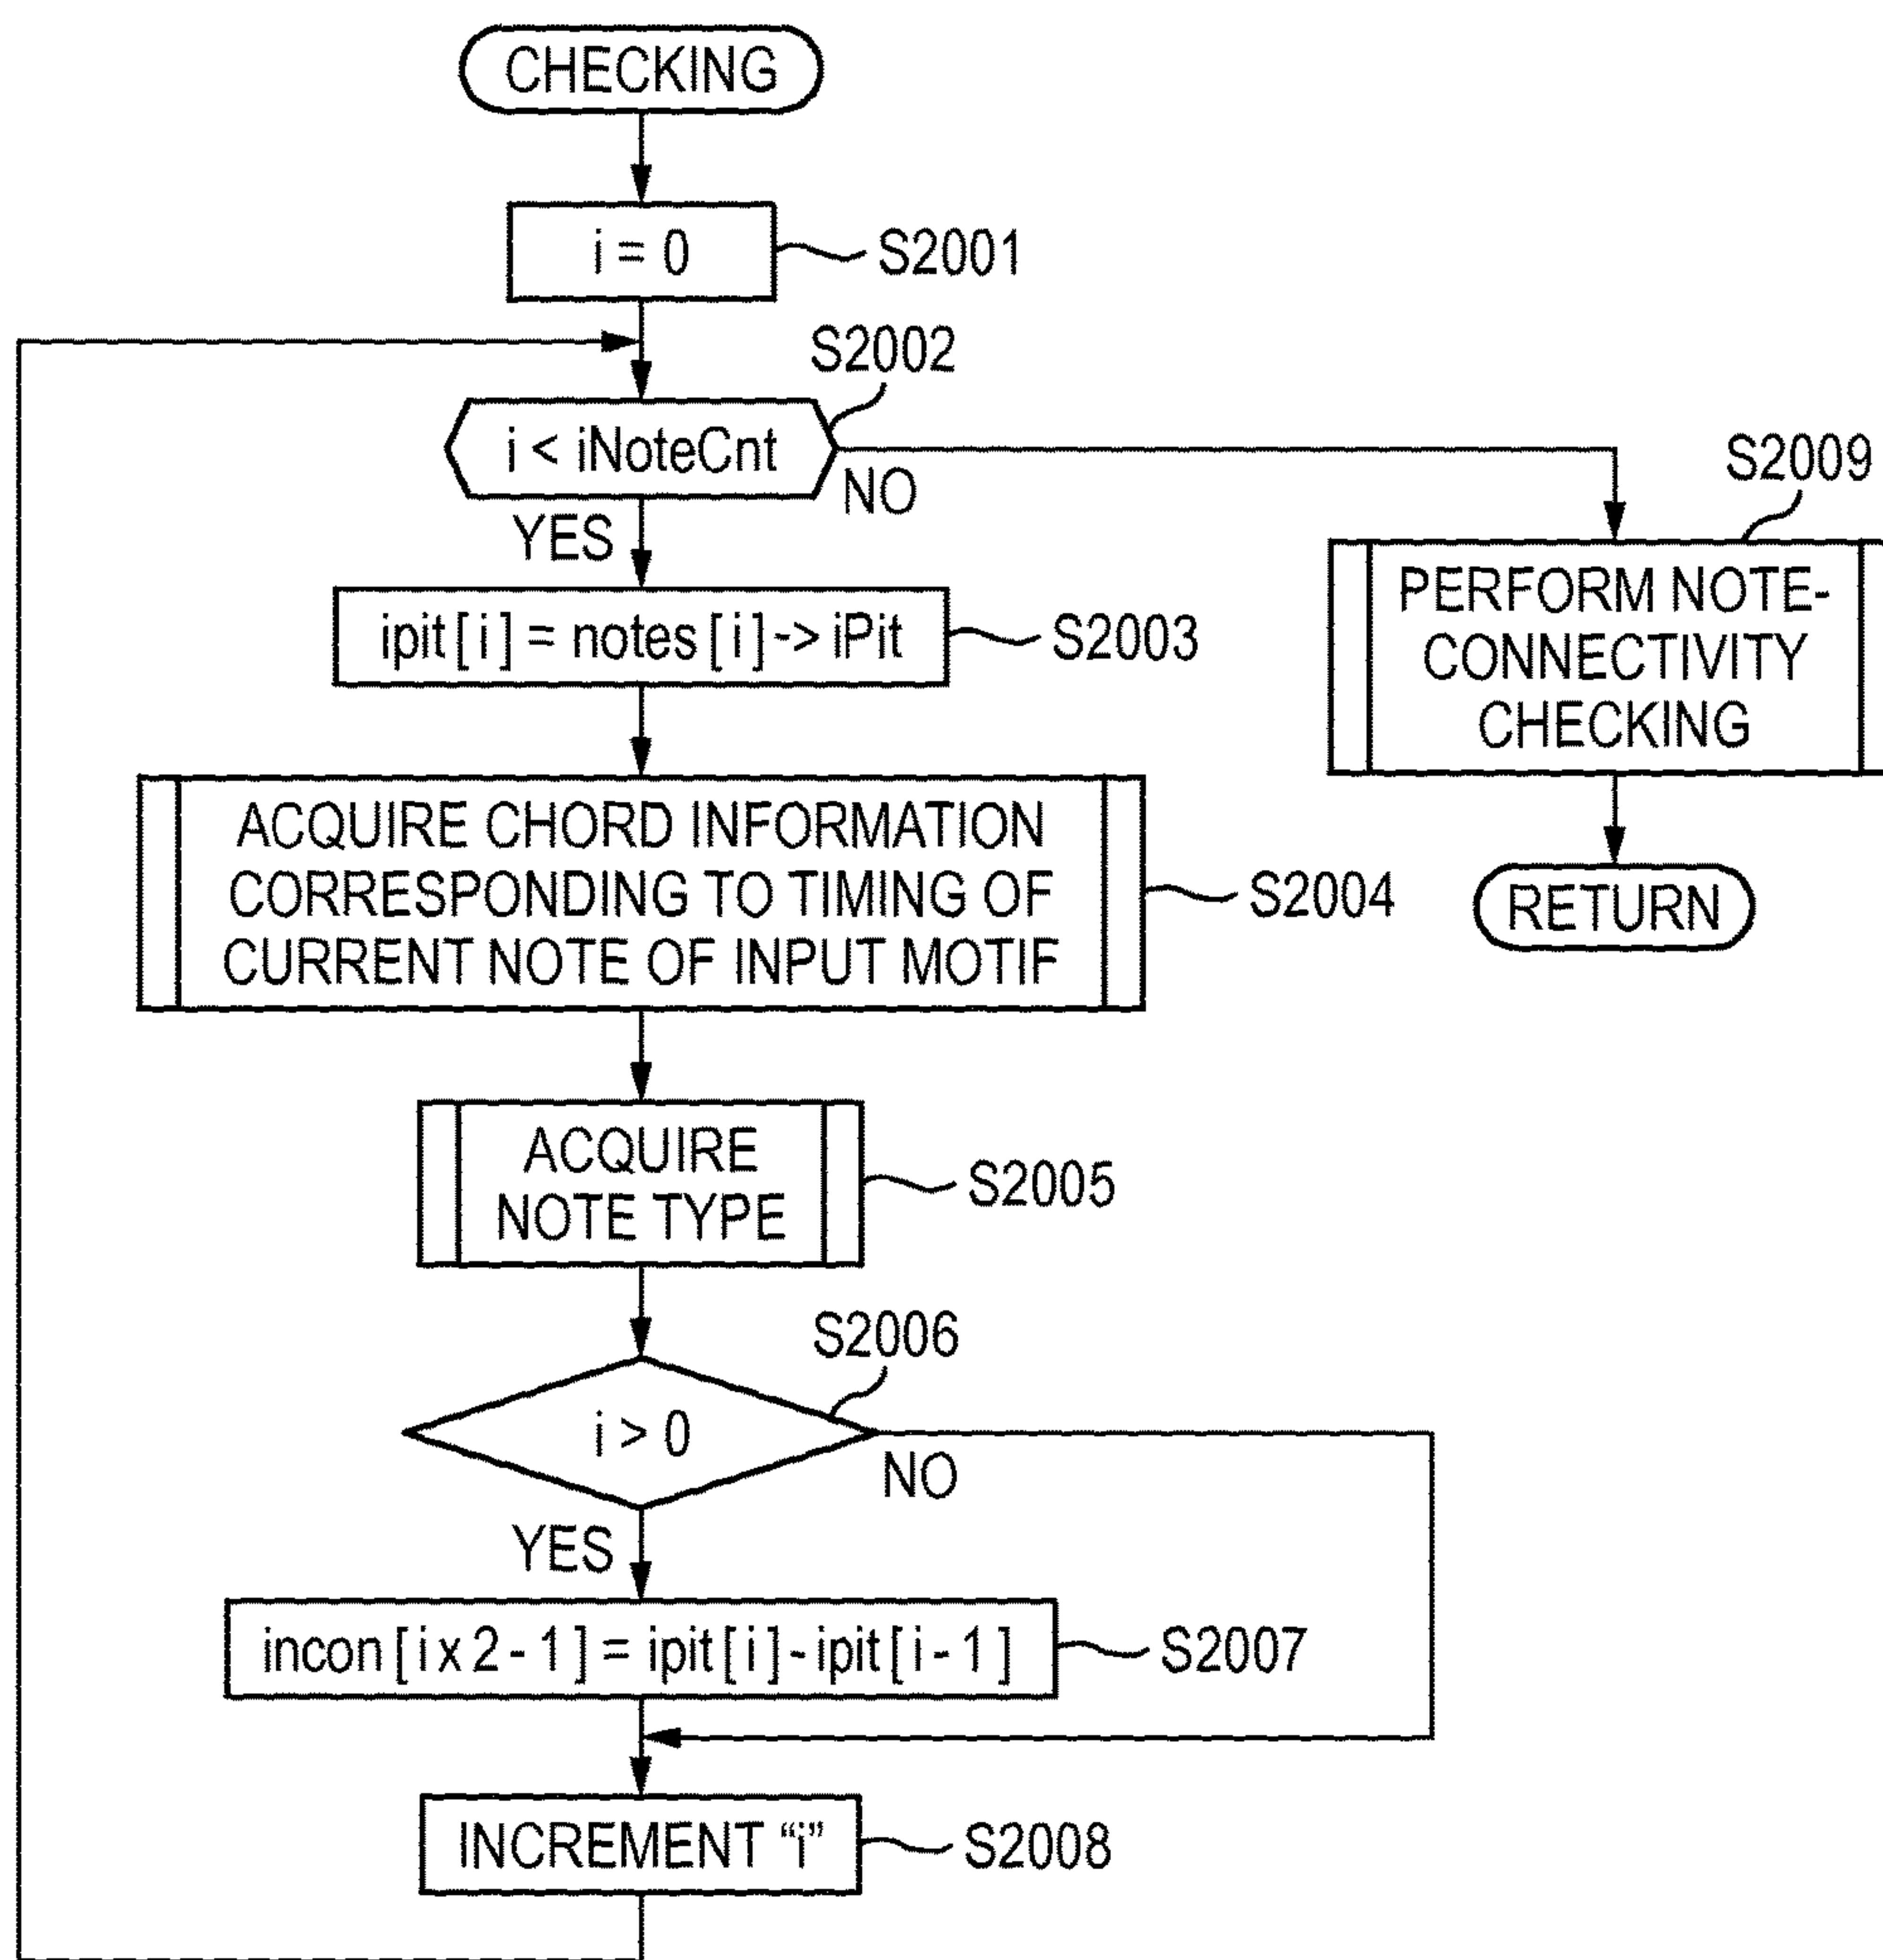 CHECKING
i = 0
S2001
S2002
i < iNoteCnt
NO
YES
S2009
PERFORM NOTE-
CONNECTIVITY
CHECKING
ipit [ i ] = notes [ i ] -> iPit
S2003
ACQUIRE CHORD INFORMATION
CORRESPONDING TO TIMING OF
CURRENT NOTE OF INPUT MOTIF
S2004
RETURN
ACQUIRE
NOTE TYPE
S2005
S2006
i > 0
NO
YES
incon [ i x 2 - 1 ] = ipit [ i ] - ipit [ i - 1 ]
S2007
INCREMENT “i”
S2008